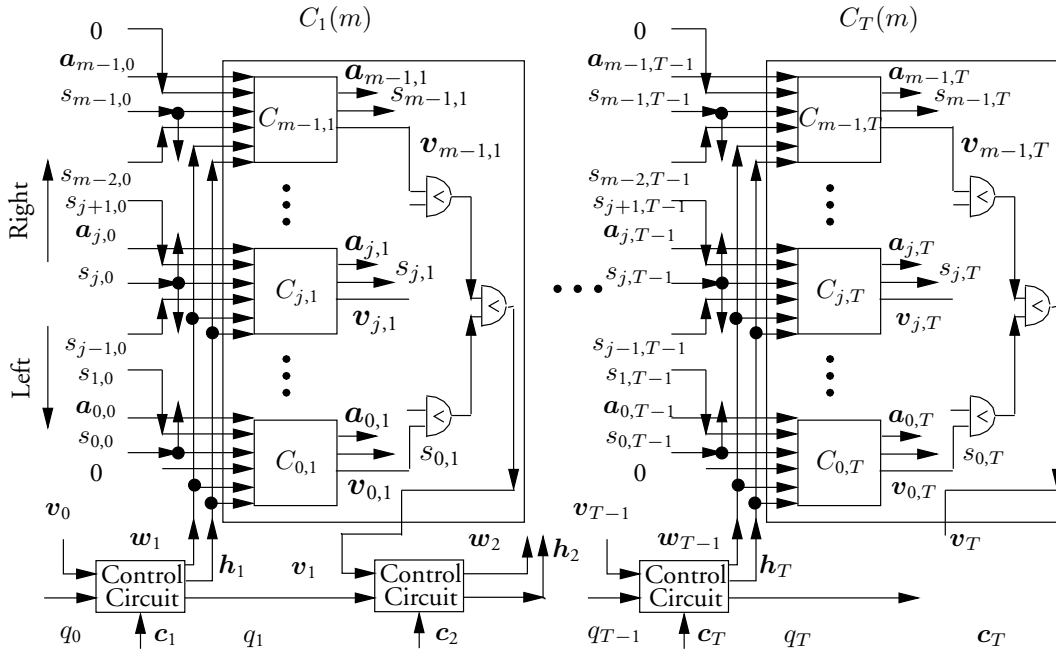 C_1(m)
C_T(m)
0
0
a_{m−1,0}
a_{m−1,1}
a_{m−1,T−1}
a_{m−1,T}
s_{m−1,0}
s_{m−1,1}
s_{m−1,T−1}
s_{m−1,T}
C_{m−1,1}
C_{m−1,T}
v_{m−1,1}
v_{m−1,T}
Right
s_{m−2,0}
s_{m−2,T−1}
<
<
s_{j+1,0}
s_{j+1,T−1}
a_{j,0}
a_{j,1}
a_{j,T−1}
a_{j,T}
s_{j,0}
s_{j,1}
s_{j,T−1}
s_{j,T}
C_{j,1}
C_{j,T}
<
<
v_{j,1}
v_{j,T}
Left
s_{j−1,0}
s_{j−1,T−1}
s_{1,0}
s_{1,T−1}
a_{0,0}
a_{0,1}
a_{0,T−1}
a_{0,T}
<
<
s_{0,0}
s_{0,1}
s_{0,T−1}
s_{0,T}
C_{0,1}
C_{0,T}
0
0
v_{0,1}
v_{0,T}
v_0
w_1
w_2
v_{T−1}
w_{T−1}
v_T
h_1
v_1
h_2
h_T
Control
Circuit
Control
Circuit
Control
Circuit
q_0
c_1
q_1
c_2
q_{T−1}
c_T
q_T
c_T